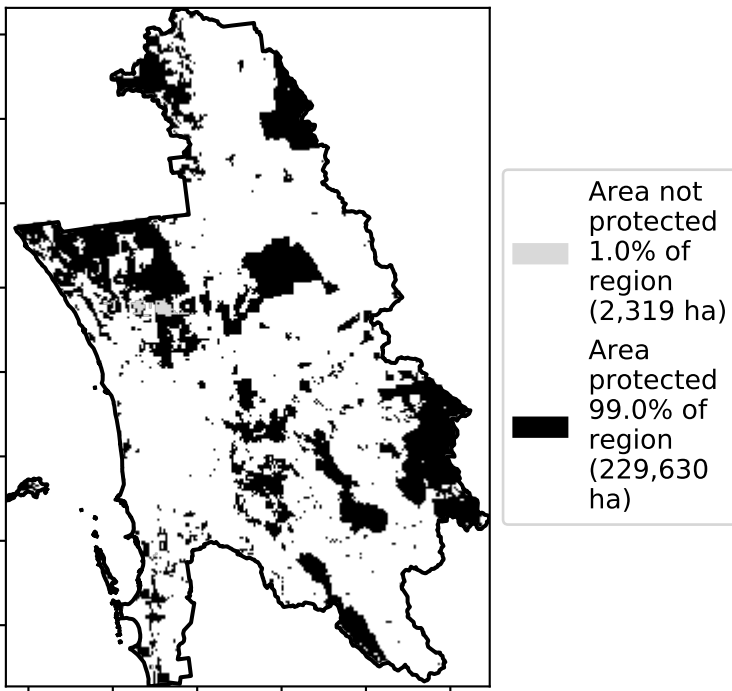 Area not
protected
1.0% of
region
(2,319 ha)
Area
protected
99.0% of
region
(229,630
ha)